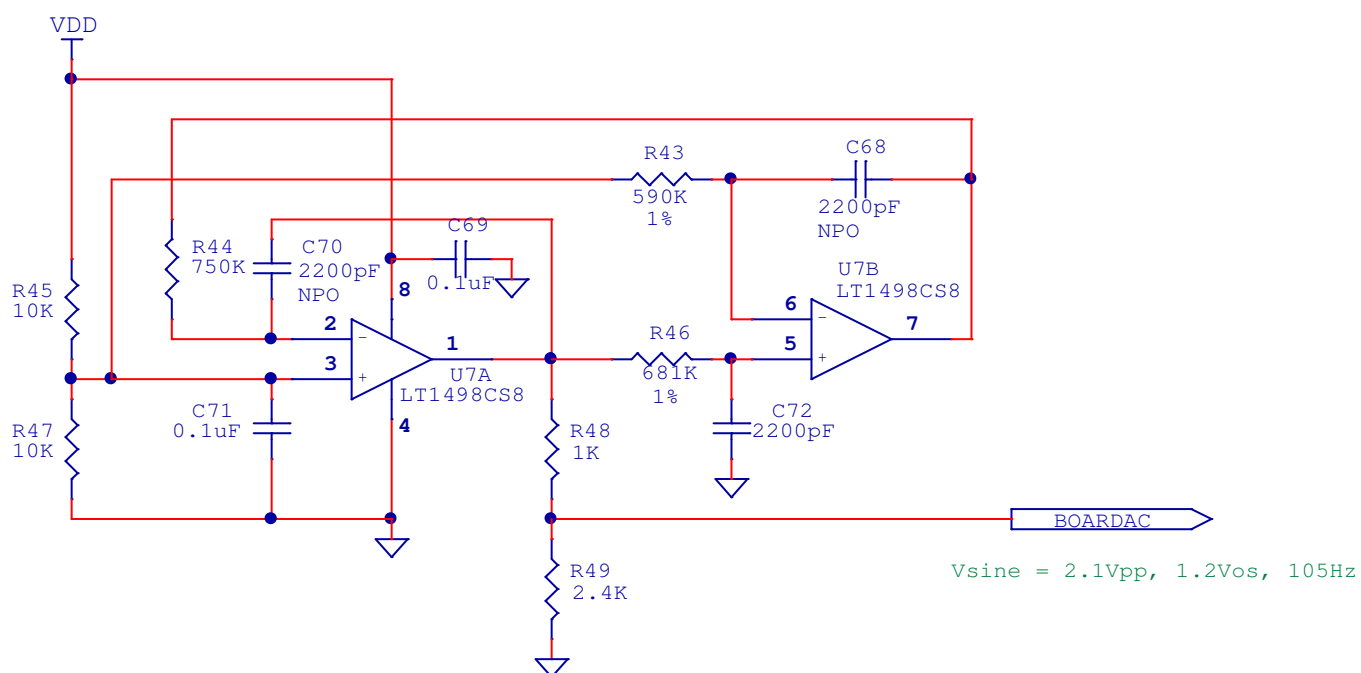 VDD
C68
R43
590K
1%
2200pF
NPO
C69
R44
750K
C70
2200pF
NPO
0.1uF
U7B
LT1498CS8
R45
10K
8
6
-
7
2
-
1
R46
5
+
3
+
U7A
681K
1%
LT1498CS8
C71
0.1uF
4
C72
2200pF
R47
10K
R48
1K
BOARDAC
R49
2.4K
Vsine = 2.1Vpp, 1.2Vos, 105Hz